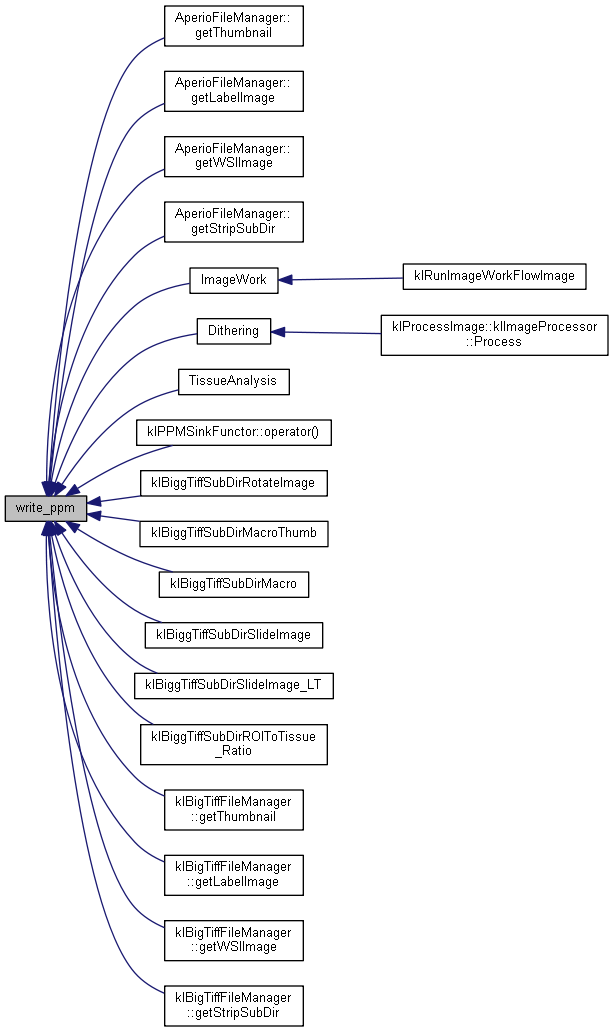 AperioFileManager::
getThumbnail
AperioFileManager::
getLabelImage
AperioFileManager::
getWSIImage
AperioFileManager::
getStripSubDir
ImageWork
klRunImageWorkFlowImage
Dithering
klProcessImage::klImageProcessor
::Process
TissueAnalysis
klPPMSinkFunctor::operator()
klBiggTiffSubDirRotateImage
write_ppm
klBiggTiffSubDirMacroThumb
klBiggTiffSubDirMacro
klBiggTiffSubDirSlideImage
klBiggTiffSubDirSlideImage_LT
klBiggTiffSubDirROIToTissue
_Ratio
klBigTiffFileManager
::getThumbnail
klBigTiffFileManager
::getLabelImage
klBigTiffFileManager
::getWSIImage
klBigTiffFileManager
::getStripSubDir